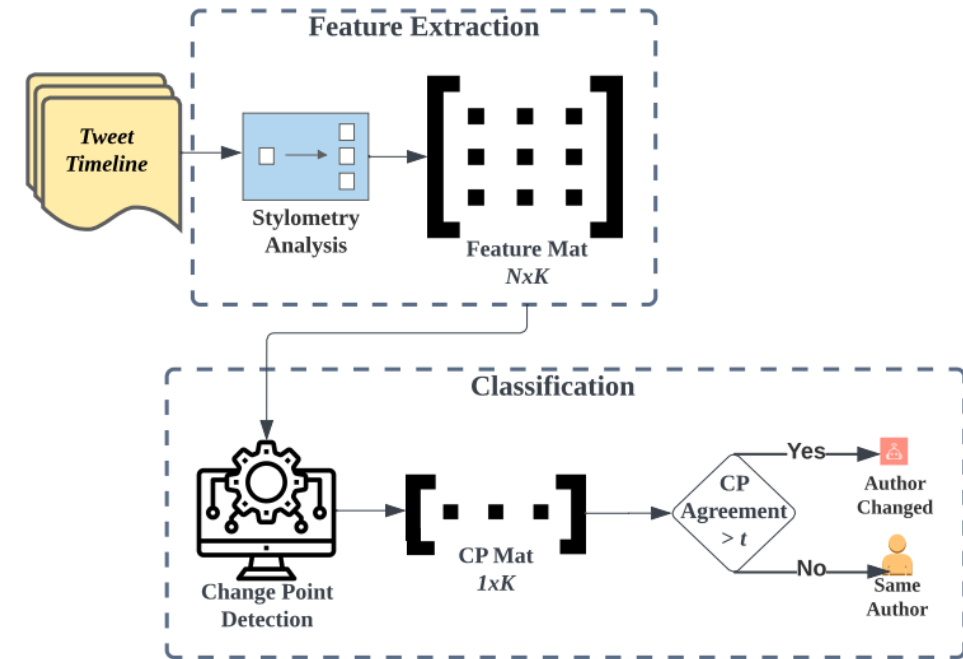 Feature Extraction
Tweet
Timeline
Stylometry
Analysis
Feature Mat
NxK
Classification
Change Point
Detection
CP Mat
1xK
CP
Agreement
> t
Yes
Author
Changed
No
Same
Author